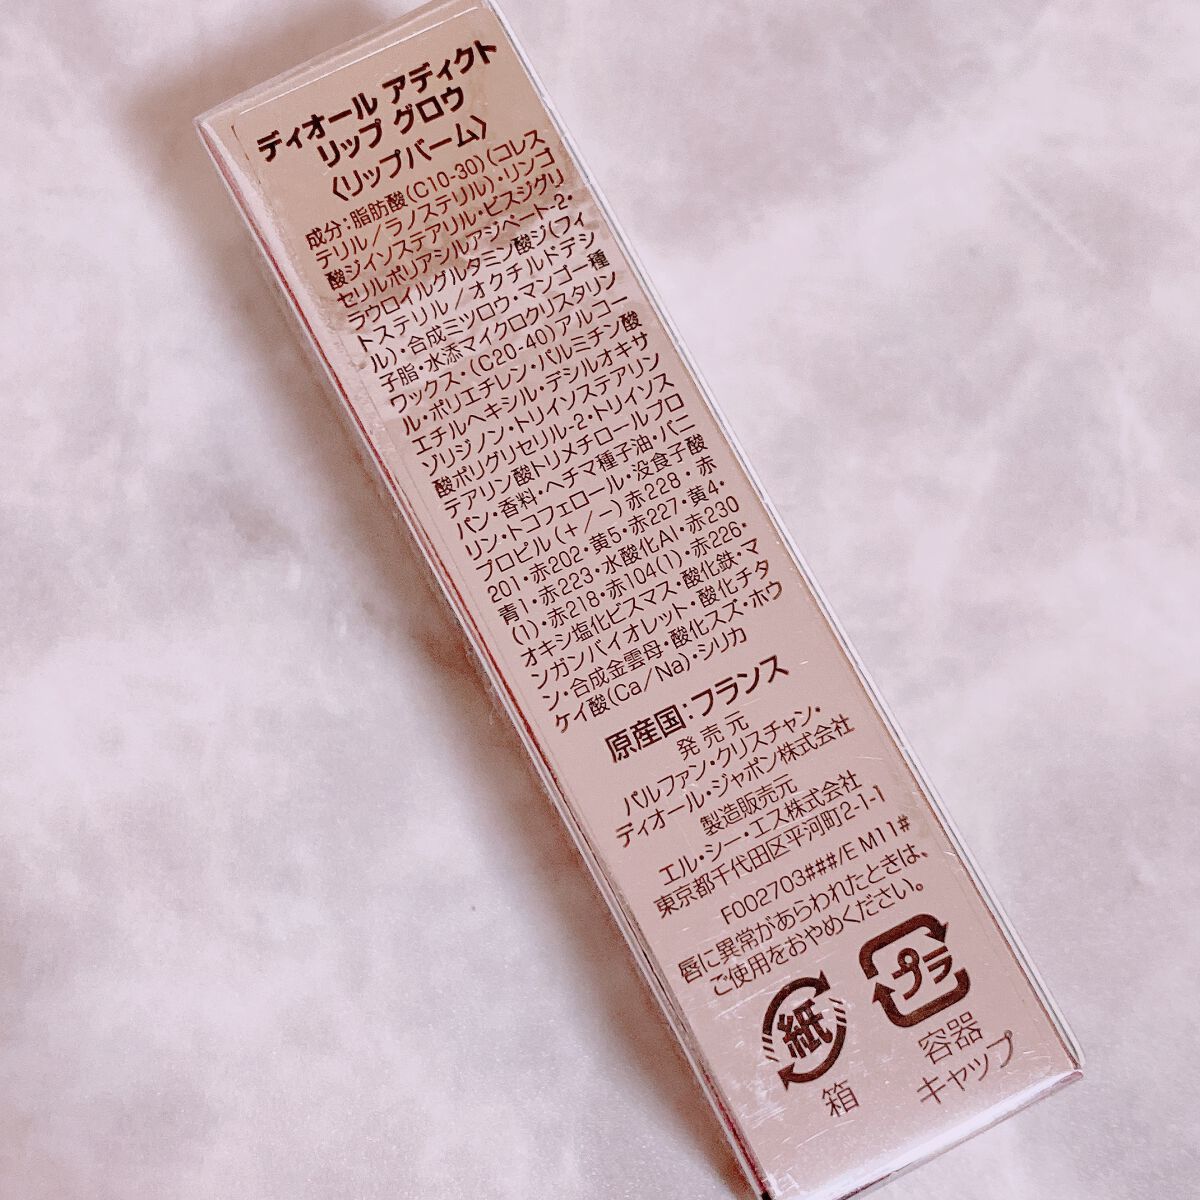 ディオール アディクト
リップ グロウ
〈リップバーム〉
成分：脂肪酸(C10-30)(コレス
テリル／ラノステリル)・リンゴ
酸ジイソステアリル・ビスジグリ
セリルポリアシルアジペート-2・
ラウロイルグルタミン酸ジ(フィ
トステリル／オクチルドデシ
ル)・合成ミツロウ・マンゴー種
子脂・水添マイクロクリスタリン
ワックス・(C20-40)アルコー
ル・ポリエチレン・パルミチン酸
エチルヘキシル・デシルオキサ
ゾリジノン・トリイソステアリン
酸ポリグリセリル-2・トリイソス
テアリン酸トリメチロールプロ
パン・香料・ヘチマ種子油・バニ
リン・トコフェロール・没食子酸
プロピル(＋／−)赤228・赤
201・赤202・黄5・赤227・黄4・
青1・赤223・水酸化Al・赤230
(1)・赤218・赤104(1)・赤226・
オキシ塩化ビスマス・酸化鉄・マ
ンガンバイオレット・酸化チタ
ン・合成金雲母・酸化スズ・ホウ
ケイ酸(Ca／Na)・シリカ
原産国：フランス
発売元
パルファン・クリスチャン・
ディオール・ジャポン株式会社
製造販売元
エル・シー・エス株式会社
東京都千代田区平河町2-1-1
F002703###/E M11#
唇に異常があらわれたときは、
ご使用をおやめください。
紙 プラ
箱 容器
キャップ